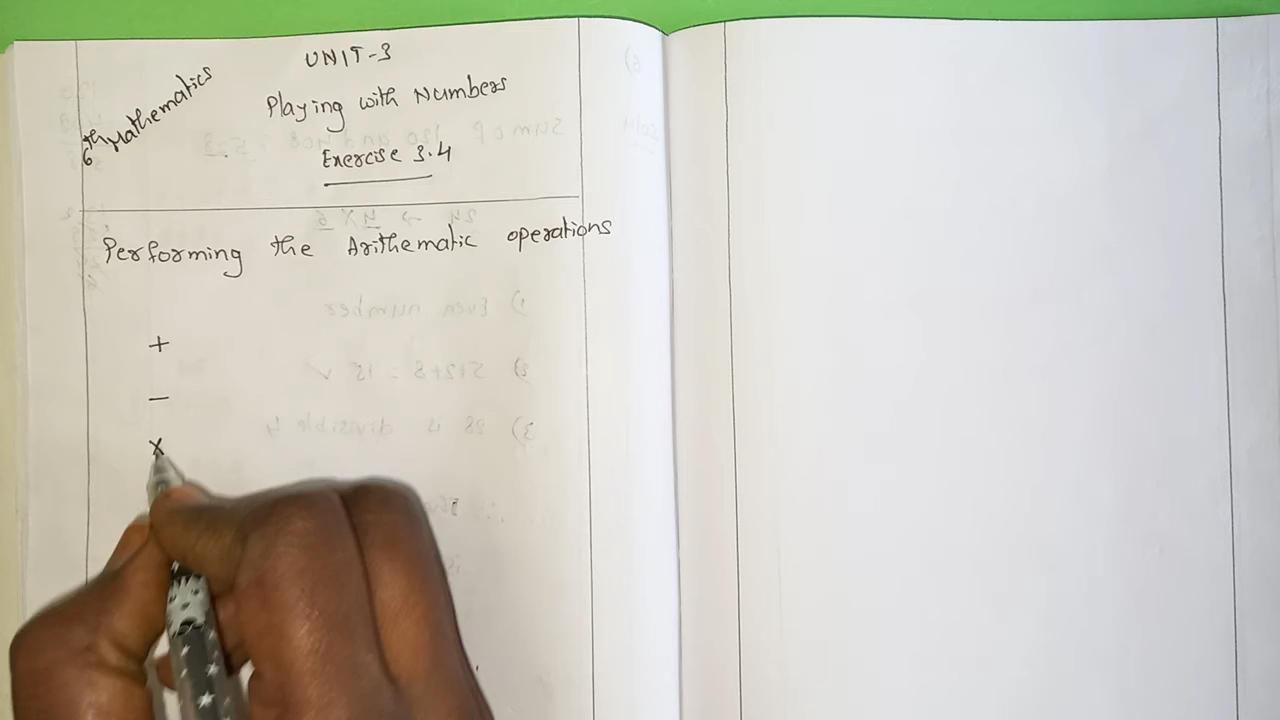 UNIT-3
6th Mathematics
Playing with Numbers
Exercise 3.4
Performing the Arithematic operations
+
-
×